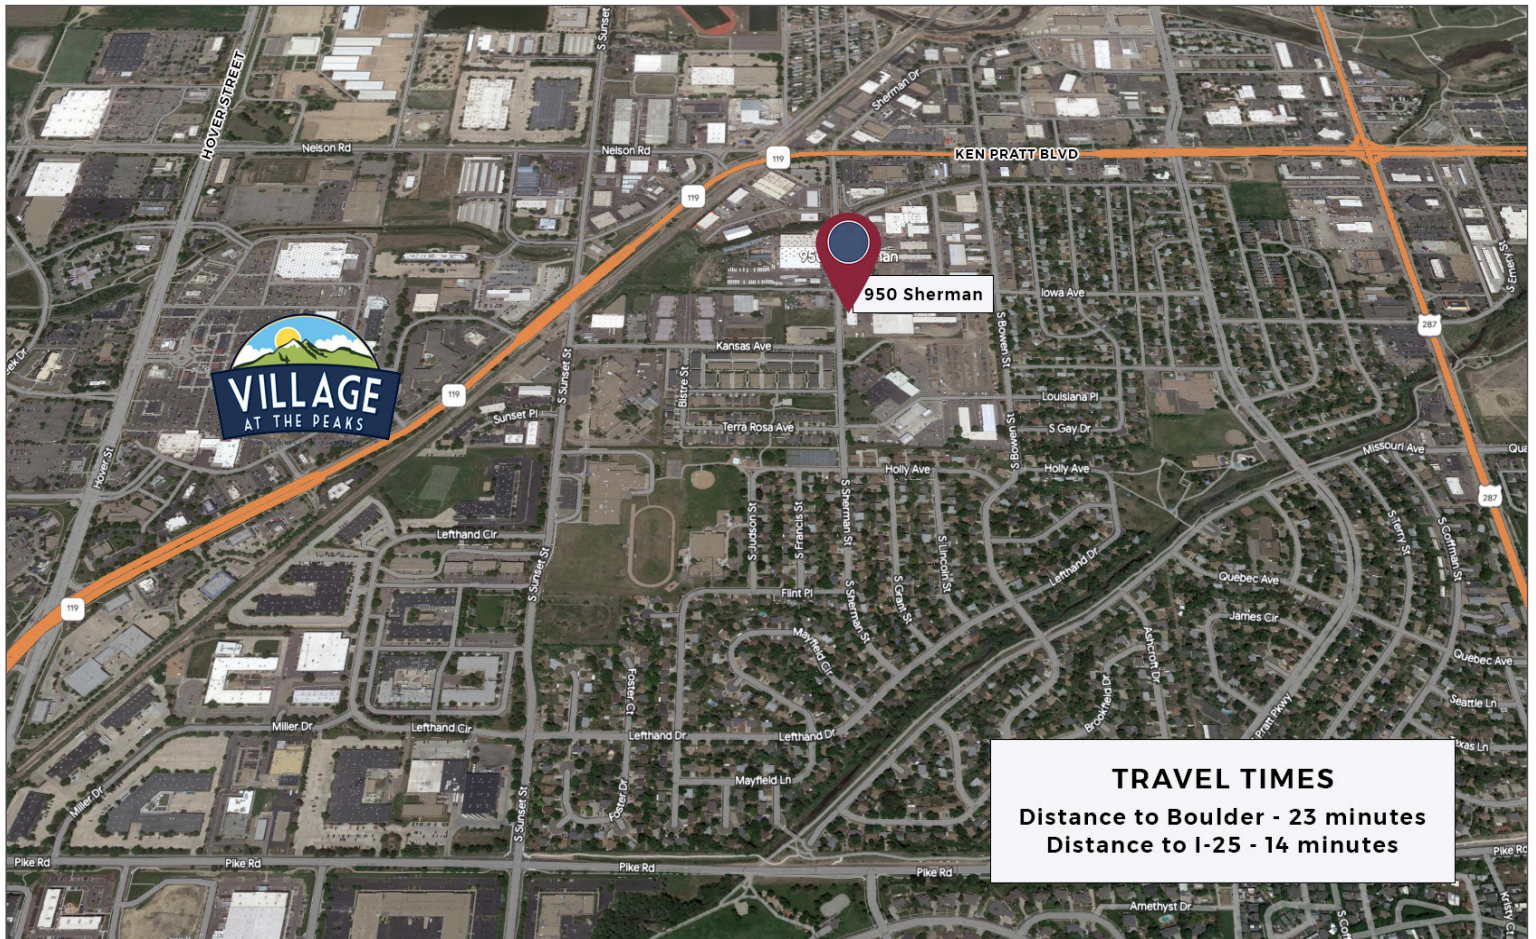 S Sunset
HOVER STREET
Sherman Dr
Nelson Rd
Nelson Rd
119
KEN PRATT BLVD
119
S Emery St
950 Sherman
Iowa Ave
287
S Bowen St
Kansas Ave
S Sunset St
Bistre St
VILLAGE
AT THE PEAKS
119
Sunset Pl
Louisiana Pl
Terra Rosa Ave
S Gay Dr
S Bowen St
Missouri Ave
Hover St
Holly Ave
Holly Ave
287
S Sherman St
S Judson St
S Francis St
Lefthand Cir
S Terry St
S Coffman St
S Lincoln St
Lefthand Dr
S Sunset St
Quebec Ave
Flint Pl
S Grant St
S Sherman St
119
James Cir
Mayfield Cir
Ashcroft Dr
Quebec Ave
Foster Ct
Brookfield Dr
Seattle Ln
Pratt Pkwy
Miller Dr
Lefthand Cir
Lefthand Dr
Lefthand Dr
exas Ln
Mayfield Ln
Miller Dr
Foster Dr
S Sunset St
TRAVEL TIMES
Distance to Boulder - 23 minutes
Distance to I-25 - 14 minutes
Pike Rd
Pike Rd
Pike Rd
Pike Rd
Pike Rd
Amethyst Dr
Kristy Ct